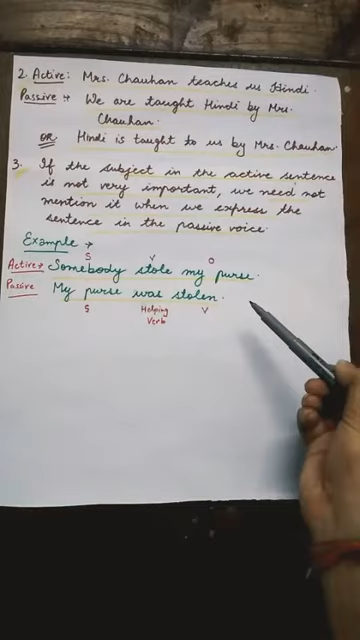 2. Active: Mrs. Chauhan teaches us Hindi.
Passive :→ We are taught Hindi by Mrs.
Chauhan.
OR Hindi is taught to us by Mrs. Chauhan.
3. If the subject in the active sentence
is not very important, we need not
mention it when we express the
sentence in the passive voice.
Example :→
S V O
Active:→ Somebody stole my purse.
Passive My purse was stolen.
S Helping V
Verb